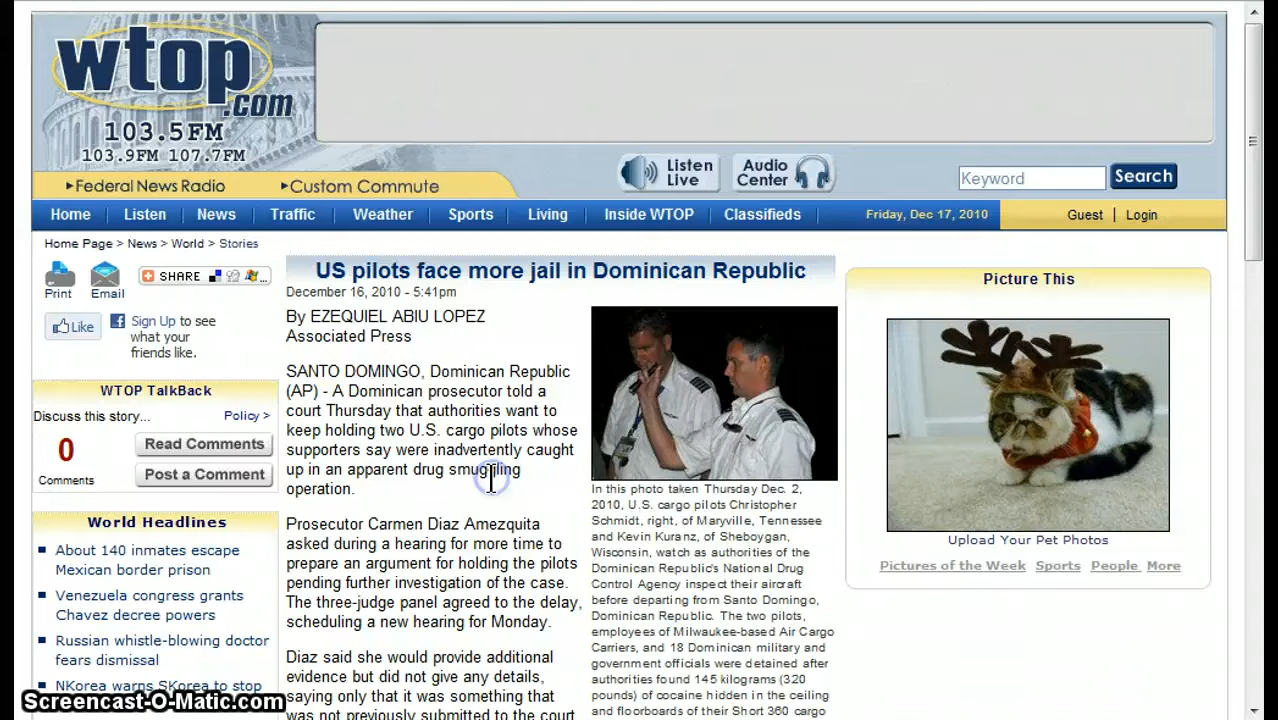 wtop
.com
103.5FM
103.9FM 107.7FM
Federal News Radio
Custom Commute
Listen
Live
Audio
Center
Keyword
Search
Home
Listen
News
Traffic
Weather
Sports
Living
Inside WTOP
Classifieds
Friday, Dec 17, 2010
Guest | Login
Home Page > News > World > Stories
Print
Email
SHARE
Like
Sign Up to see
what your
friends like.
WTOP TalkBack
Discuss this story...
Policy >
0
Comments
Read Comments
Post a Comment
World Headlines
About 140 inmates escape
Mexican border prison
Venezuela congress grants
Chavez decree powers
Russian whistle-blowing doctor
fears dismissal
NKorea warns SKorea to stop
US pilots face more jail in Dominican Republic
December 16, 2010 - 5:41pm
By EZEQUIEL ABIU LOPEZ
Associated Press
SANTO DOMINGO, Dominican Republic
(AP) - A Dominican prosecutor told a
court Thursday that authorities want to
keep holding two U.S. cargo pilots whose
supporters say were inadvertently caught
up in an apparent drug smuggling
operation.
Prosecutor Carmen Diaz Amezquita
asked during a hearing for more time to
prepare an argument for holding the pilots
pending further investigation of the case.
The three-judge panel agreed to the delay,
scheduling a new hearing for Monday.
Diaz said she would provide additional
evidence but did not give any details,
saying only that it was something that
was not previously submitted to the court
In this photo taken Thursday Dec. 2,
2010, U.S. cargo pilots Christopher
Schmidt, right, of Maryville, Tennessee
and Kevin Kuranz, of Sheboygan,
Wisconsin, watch as authorities of the
Dominican Republic's National Drug
Control Agency inspect their aircraft
before departing from Santo Domingo,
Dominican Republic. The two pilots,
employees of Milwaukee-based Air Cargo
Carriers, and 18 Dominican military and
government officials were detained after
authorities found 145 kilograms (320
pounds) of cocaine hidden in the ceiling
and floorboards of their Short 360 cargo
Picture This
Upload Your Pet Photos
Pictures of the Week
Sports
People
More
Screencast-O-Matic.com